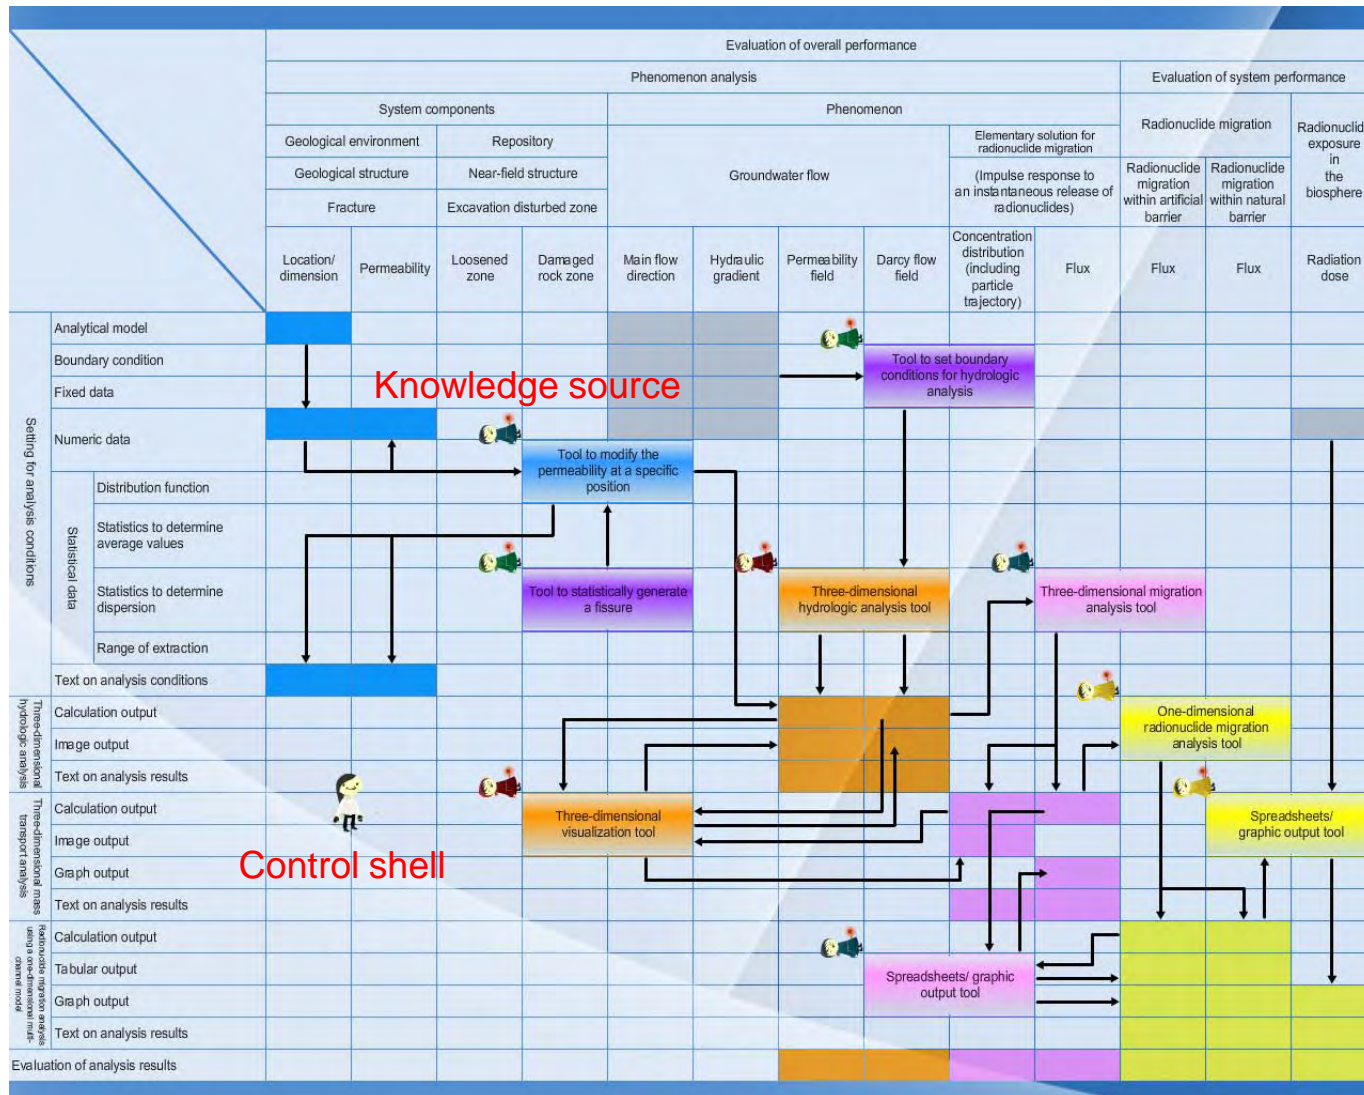 Evaluation of overall performance
Phenomenon analysis
Evaluation of system performance
System components
Phenomenon
Radionuclide migration
Radionuclid
exposure
in
the
biosphere
Geological environment
Repository
Groundwater flow
Elementary solution for
radionuclide migration
Geological structure
Near-field structure
(Impulse response to
an instantaneous release of
radionuclides)
Radionuclide
migration
within artificial
barrier
Radionuclide
migration
within natural
barrier
Fracture
Excavation disturbed zone
Location/
dimension
Permeability
Loosened
zone
Damaged
rock zone
Main flow
direction
Hydraulic
gradient
Permeability
field
Darcy flow
field
Concentration
distribution
(including
particle
trajectory)
Flux
Flux
Flux
Radiation
dose
Setting for analysis conditions
Analytical model
Boundary condition
Fixed data
Numeric data
Statistical data
Distribution function
Statistics to determine
average values
Statistics to determine
dispersion
Range of extraction
Text on analysis conditions
Three-dimensional
hydrologic analysis
Calculation output
Image output
Text on analysis results
Three-dimensional mass
transport analysis
Calculation output
Image output
Graph output
Text on analysis results
Radionuclide migration analysis
using a one-dimensional multi-
channel model
Calculation output
Tabular output
Graph output
Text on analysis results
Evaluation of analysis results
Knowledge source
Tool to set boundary
conditions for hydrologic
analysis
Tool to modify the
permeability at a specific
position
Tool to statistically generate
a fissure
Three-dimensional
hydrologic analysis tool
Three-dimensional migration
analysis tool
One-dimensional
radionuclide migration
analysis tool
Three-dimensional
visualization tool
Spreadsheets/
graphic output tool
Control shell
Spreadsheets/ graphic
output tool